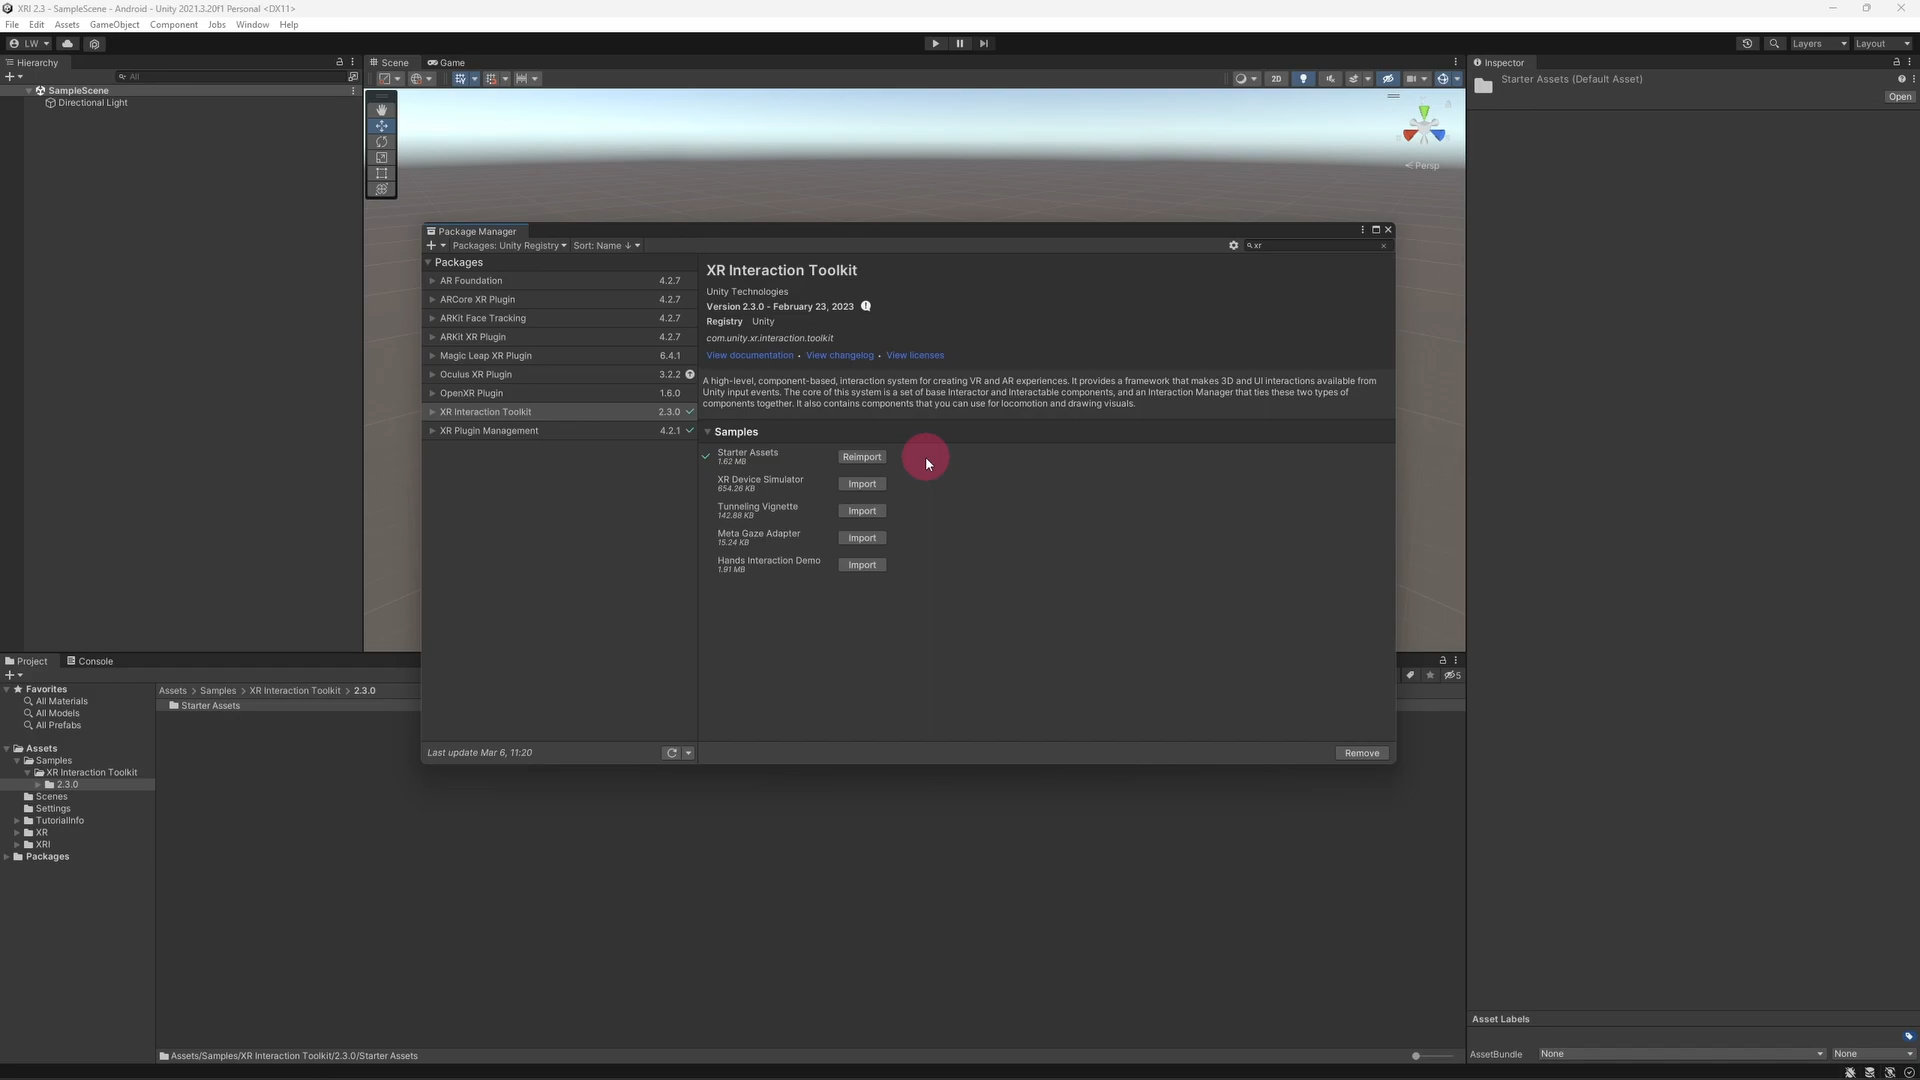 XRI 2.3 - SampleScene - Android - Unity 2021.3.20f1 Personal <DX11>
File Edit Assets GameObject Component Jobs Window Help
LW
Layers Layout
Hierarchy
Scene Game
Inspector
All
2D
Starter Assets (Default Asset)
Open
SampleScene
Directional Light
Persp
Package Manager
Packages: Unity Registry Sort: Name ↓
xr
Packages
AR Foundation 4.2.7
ARCore XR Plugin 4.2.7
ARKit Face Tracking 4.2.7
ARKit XR Plugin 4.2.7
Magic Leap XR Plugin 6.4.1
Oculus XR Plugin 3.2.2
OpenXR Plugin 1.6.0
XR Interaction Toolkit 2.3.0
XR Plugin Management 4.2.1
Last update Mar 6, 11:20
XR Interaction Toolkit
Unity Technologies
Version 2.3.0 - February 23, 2023
Registry Unity
com.unity.xr.interaction.toolkit
View documentation • View changelog • View licenses
A high-level, component-based, interaction system for creating VR and AR experiences. It provides a framework that makes 3D and UI interactions available from
Unity input events. The core of this system is a set of base Interactor and Interactable components, and an Interaction Manager that ties these two types of
components together. It also contains components that you can use for locomotion and drawing visuals.
Samples
Starter Assets Reimport
1.62 MB
XR Device Simulator Import
654.26 KB
Tunneling Vignette Import
142.88 KB
Meta Gaze Adapter Import
15.24 KB
Hands Interaction Demo Import
1.91 MB
Remove
Project Console
5
Favorites
All Materials
All Models
All Prefabs
Assets
Samples
XR Interaction Toolkit
2.3.0
Scenes
Settings
TutorialInfo
XR
XRI
Packages
Assets > Samples > XR Interaction Toolkit > 2.3.0
Starter Assets
Assets/Samples/XR Interaction Toolkit/2.3.0/Starter Assets
Asset Labels
AssetBundle None None